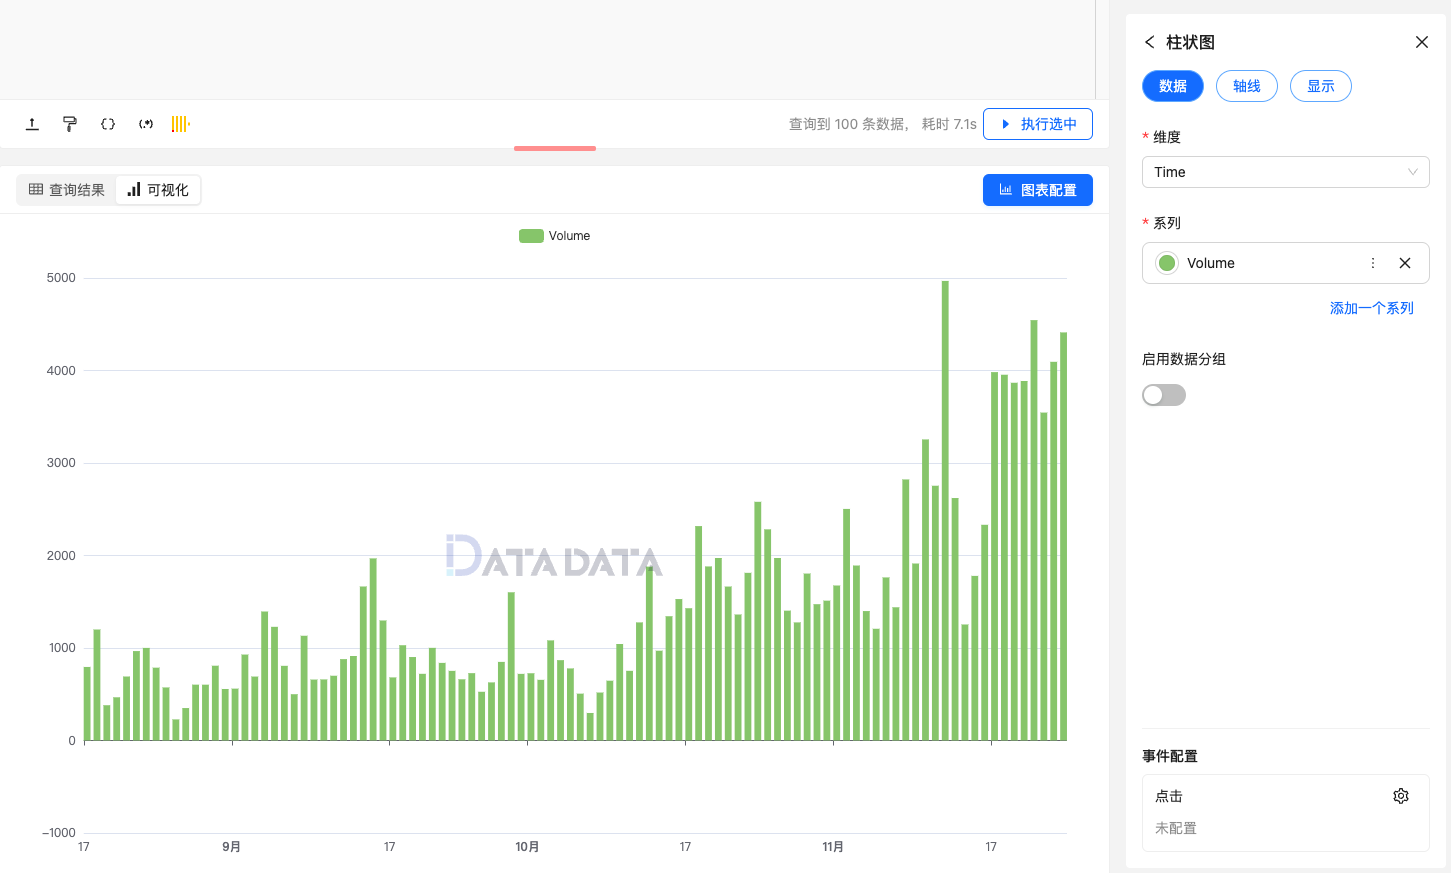 查询到 100 条数据， 耗时 7.1s
执行选中
查询结果
可视化
图表配置
Volume
5000
4000
3000
2000
1000
0
−1000
17
9月
17
10月
17
11月
17
DATA DATA
柱状图
数据
轴线
显示
* 维度
Time
* 系列
Volume
添加一个系列
启用数据分组
事件配置
点击
未配置